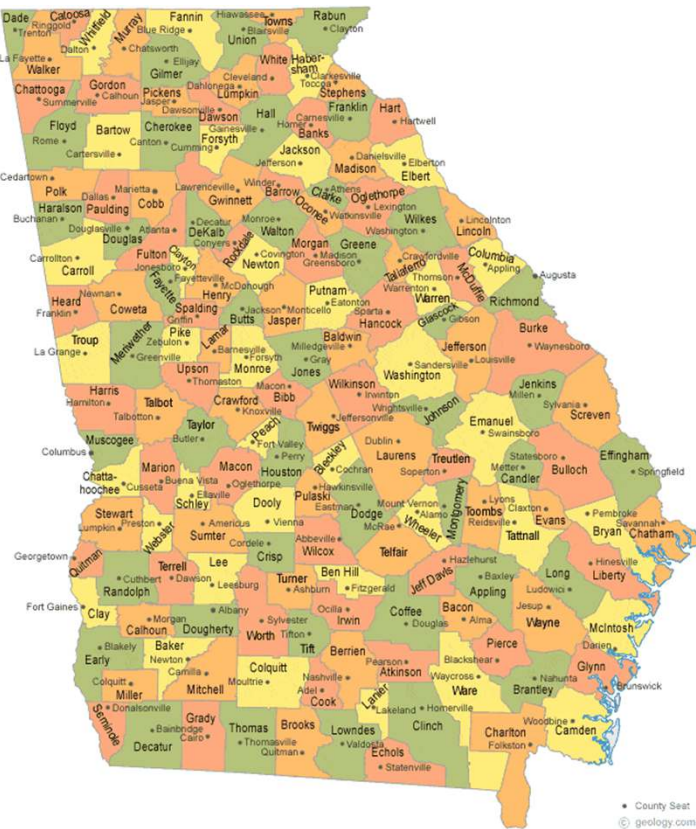 Dade
Catoosa
Ringgold
Trenton
Whitfield
Dalton
Murray
Chatsworth
Fannin
Blue Ridge
Hiawassee
Towns
Blairsville
Union
Rabun
Clayton
La Fayette
Walker
Ellijay
Gilmer
White
Haber-
sham
Cleveland
Clarkesville
Toccoa
Stephens
Chattooga
Summerville
Gordon
Calhoun
Pickens
Jasper
Dahlonega
Lumpkin
Dawsonville
Dawson
Hall
Gainesville
Homer
Banks
Carnesville
Franklin
Hart
Hartwell
Floyd
Rome
Bartow
Cartersville
Cherokee
Canton
Cumming
Forsyth
Jackson
Jefferson
Danielsville
Madison
Elberton
Elbert
Cedartown
Polk
Dallas
Paulding
Marietta
Cobb
Lawrenceville
Gwinnett
Winder
Barrow
Clarke
Athens
Oconee
Watkinsville
Oglethorpe
Lexington
Wilkes
Washington
Lincolnton
Lincoln
Haralson
Buchanan
Douglasville
Douglas
Atlanta
Fulton
Decatur
DeKalb
Conyers
Rockdale
Monroe
Walton
Covington
Newton
Morgan
Madison
Greene
Greensboro
Crawfordville
Taliaferro
Thomson
McDuffie
Columbia
Appling
Augusta
Richmond
Carrollton
Carroll
Jonesboro
Clayton
Fayette
Fayetteville
McDonough
Henry
Putnam
Eatonton
Warrenton
Warren
Glascock
Gibson
Heard
Franklin
Newnan
Coweta
Spalding
Griffin
Butts
Jackson
Monticello
Jasper
Sparta
Hancock
Jefferson
Louisville
Burke
Waynesboro
Troup
La Grange
Meriwether
Greenville
Pike
Zebulon
Lamar
Barnesville
Forsyth
Monroe
Gray
Jones
Baldwin
Milledgeville
Washington
Sandersville
Harris
Hamilton
Talbot
Talbotton
Upson
Thomaston
Crawford
Knoxville
Macon
Bibb
Wilkinson
Irwinton
Twiggs
Jeffersonville
Wrightsville
Johnson
Emanuel
Swainsboro
Jenkins
Millen
Sylvania
Screven
Columbus
Muscogee
Taylor
Butler
Peach
Fort Valley
Perry
Houston
Bleckley
Cochran
Dublin
Laurens
Treutlen
Soperton
Statesboro
Metter
Candler
Bulloch
Effingham
Springfield
Chatta-
hoochee
Cusseta
Marion
Buena Vista
Macon
Oglethorpe
Ellaville
Schley
Dooly
Vienna
Hawkinsville
Pulaski
Eastman
Dodge
Mount Vernon
Alamo
McRae
Wheeler
Montgomery
Lyons
Toombs
Reidsville
Claxton
Evans
Tattnall
Pembroke
Bryan
Savannah
Chatham
Stewart
Lumpkin
Preston
Webster
Americus
Sumter
Cordele
Crisp
Abbeville
Wilcox
Telfair
Georgetown
Quitman
Cuthbert
Randolph
Terrell
Dawson
Lee
Leesburg
Turner
Ashburn
Ben Hill
Fitzgerald
Hazlehurst
Jeff Davis
Baxley
Appling
Long
Ludowici
Hinesville
Liberty
Fort Gaines
Clay
Morgan
Calhoun
Albany
Dougherty
Sylvester
Worth
Tifton
Tift
Ocilla
Irwin
Coffee
Douglas
Bacon
Alma
Jesup
Wayne
McIntosh
Darien
Early
Blakely
Baker
Newton
Camilla
Mitchell
Colquitt
Moultrie
Berrien
Nashville
Adel
Cook
Pearson
Atkinson
Blackshear
Pierce
Waycross
Ware
Nahunta
Brantley
Glynn
Brunswick
Colquitt
Miller
Donalsonville
Seminole
Bainbridge
Decatur
Grady
Cairo
Thomas
Thomasville
Brooks
Quitman
Lowndes
Valdosta
Lanier
Lakeland
Homerville
Clinch
Echols
Statenville
Charlton
Folkston
Woodbine
Camden
County Seat
© geology.com